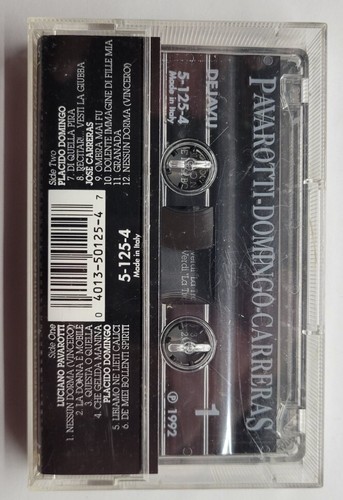 Side One
LUCIANO PAVAROTTI
1. NESSUN DORMA (VINCERO)
2. LA DONNA E MOBILE
3. QUESTA O QUELLA
4. CHE GELIDA MANINA
PLACIDO DOMINGO
5. LIBIAMO NE' LIETI CALICI
6. DE' MIEI BOLLENTI SPIRITI
0 4013-50125-4 7
5-125-4
Made in Italy
Side Two
PLACIDO DOMINGO
7. DI QUELLA PIRA
8. RECITAR!.. VESTI LA GIUBBA
JOSÉ CARRERAS
9. OMBRA MAI FU
10. DOLENTE IMMAGINE DI FILLE MIA
11. GRANADA
12. NESSUN DORMA (VINCERO)
DEJAVU
5-125-4
Made in Italy
PAVAROTTI-DOMINGO-CARRERAS
Verdi "La
1
℗ 1992